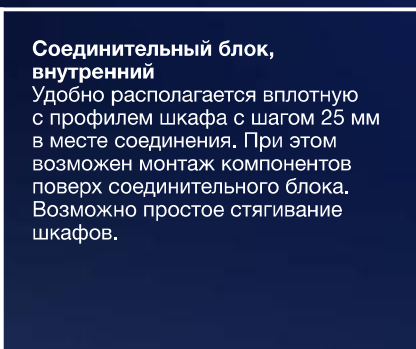 Соединительный блок,
внутренний
Удобно располагается вплотную
с профилем шкафа с шагом 25 мм
в месте соединения. При этом
возможен монтаж компонентов
поверх соединительного блока.
Возможно простое стягивание
шкафов.